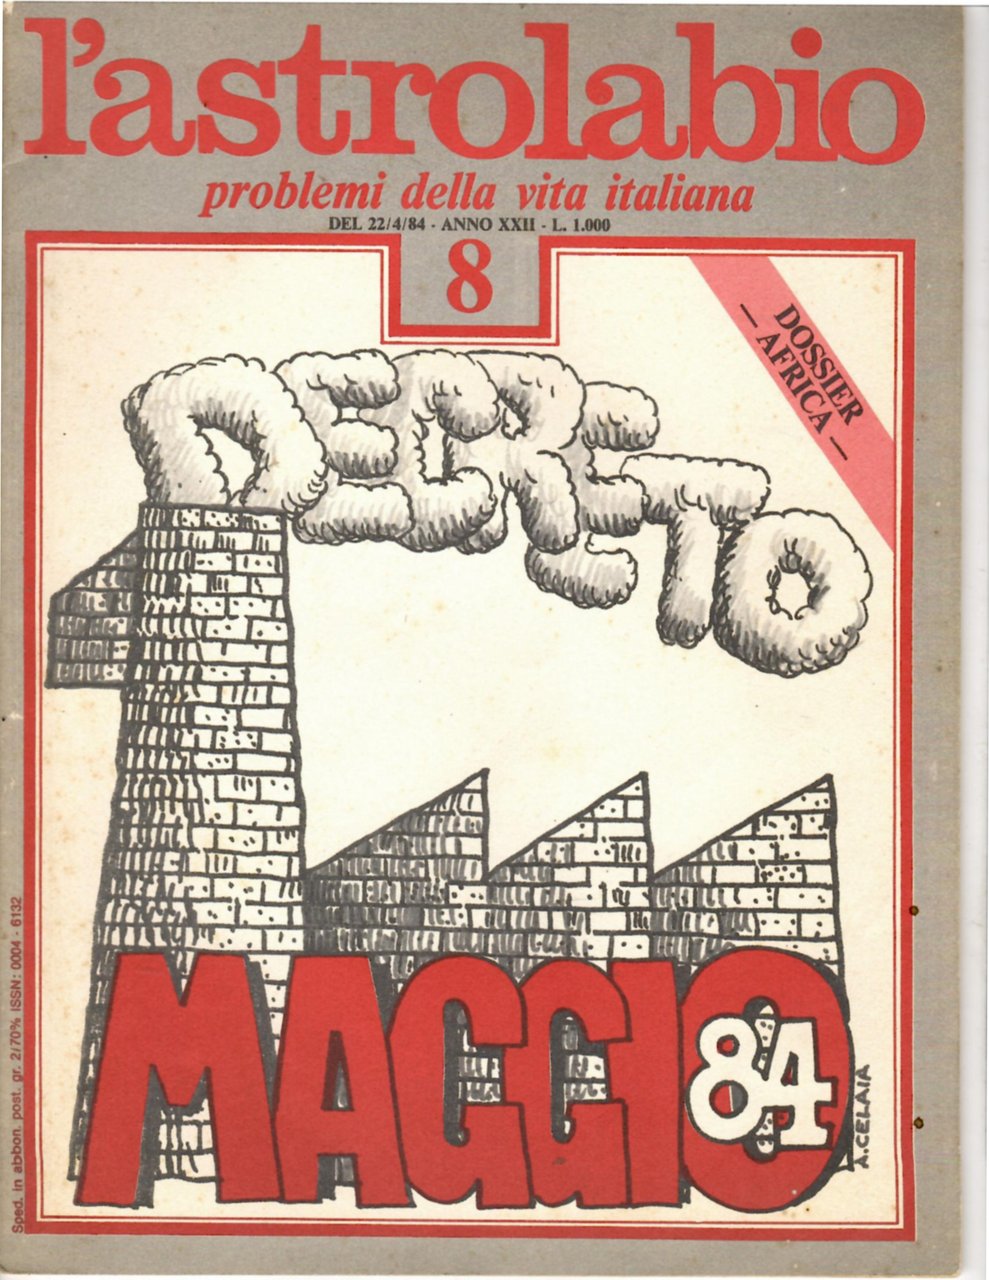 l'astrolabio
problemi della vita italiana
DEL 22/4/84 - ANNO XXII - L. 1.000
8
DOSSIER
— AFRICA —
DECRETO
1
MAGGIO
84
A.CELAIA
Sped. in abbon. post. gr. 2/70% ISSN: 0004 - 6132